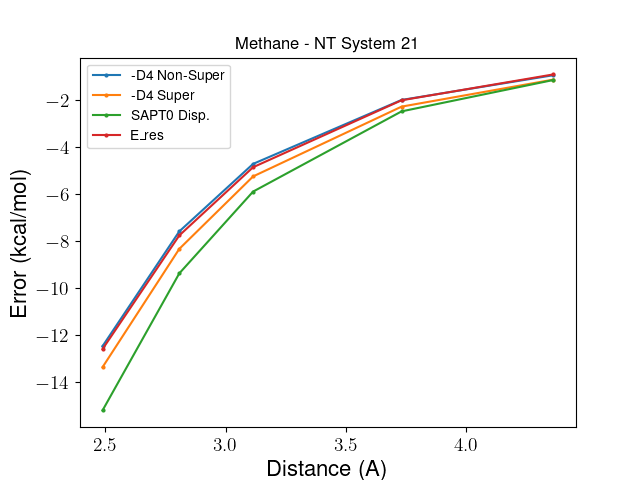 Methane - NT System 21
-D4 Non-Super
-D4 Super
SAPT0 Disp.
E_res
Error (kcal/mol)
−2
−4
−6
−8
−10
−12
−14
2.5 3.0 3.5 4.0
Distance (A)